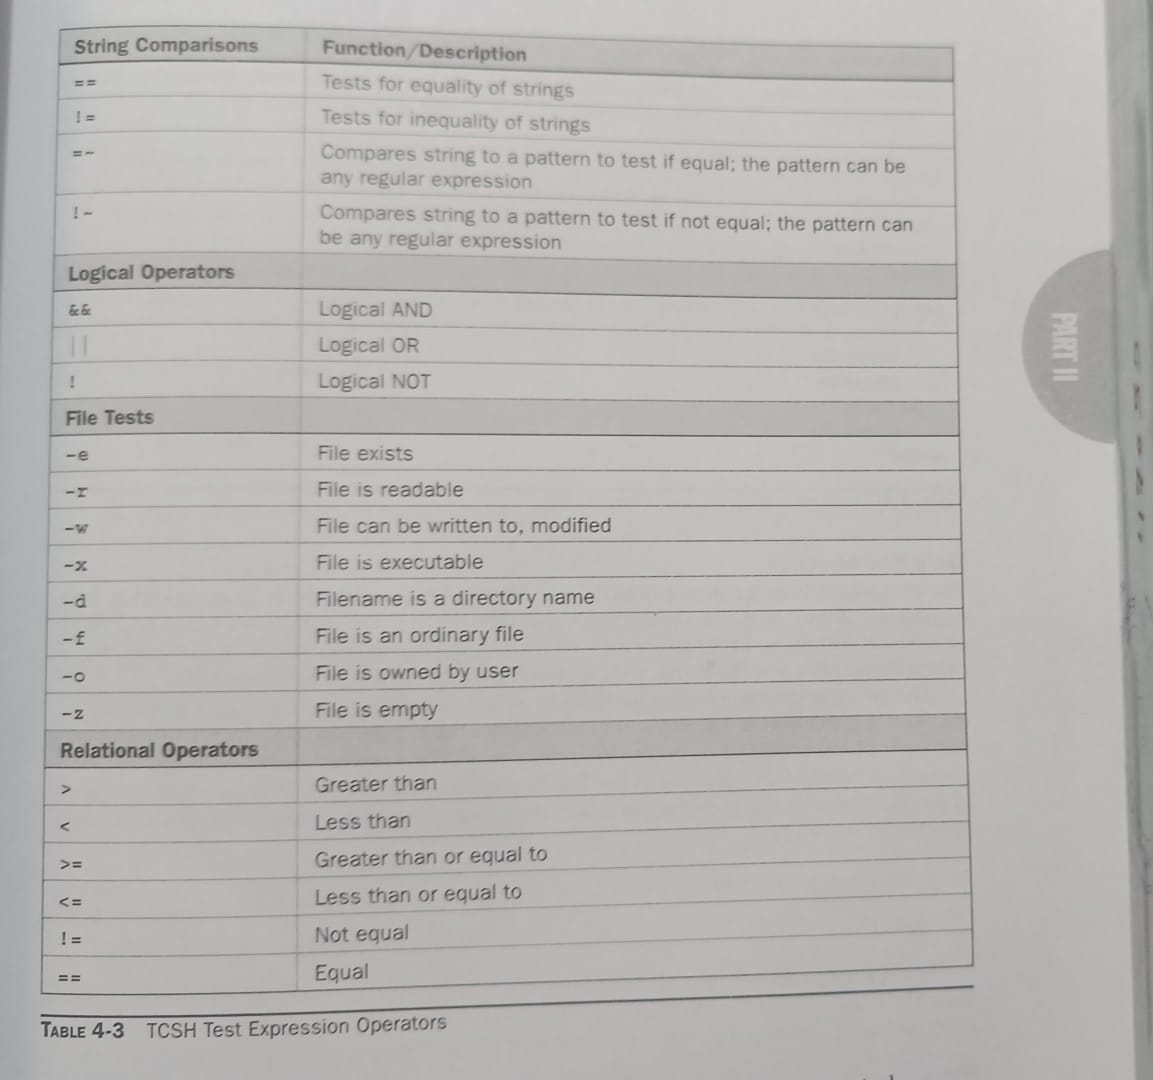 String Comparisons Function/Description
== Tests for equality of strings
!= Tests for inequality of strings
=~ Compares string to a pattern to test if equal; the pattern can be
any regular expression
!~ Compares string to a pattern to test if not equal; the pattern can
be any regular expression
Logical Operators
&& Logical AND
|| Logical OR
! Logical NOT
File Tests
-e File exists
-r File is readable
-w File can be written to, modified
-x File is executable
-d Filename is a directory name
-f File is an ordinary file
-o File is owned by user
-z File is empty
Relational Operators
> Greater than
< Less than
>= Greater than or equal to
<= Less than or equal to
!= Not equal
== Equal
TABLE 4-3 TCSH Test Expression Operators
PART II